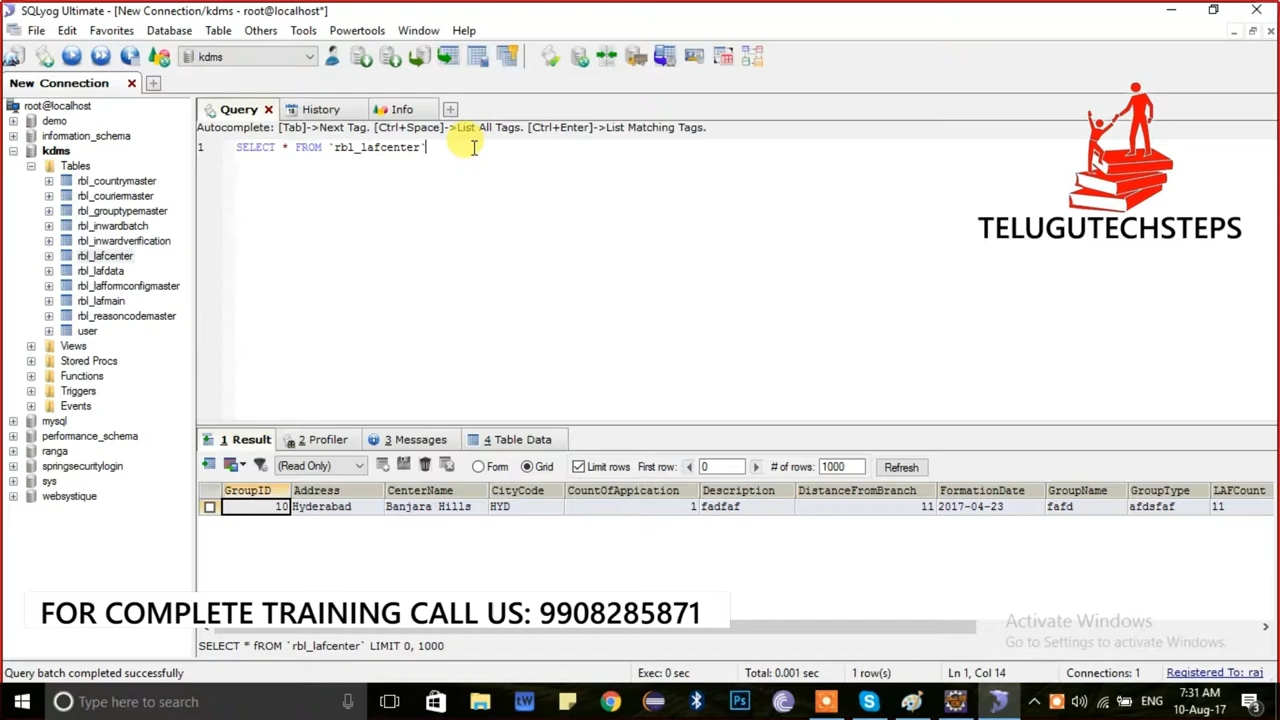 SQLyog Ultimate - [New Connection/kdms - root@localhost*]
File Edit Favorites Database Table Others Tools Powertools Window Help
kdms
New Connection
root@localhost
demo
information_schema
kdms
Tables
rbl_countrymaster
rbl_couriermaster
rbl_grouptypemaster
rbl_inwardbatch
rbl_inwardverification
rbl_lafcenter
rbl_lafdata
rbl_lafformconfigmaster
rbl_lafmain
rbl_reasoncodemaster
user
Views
Stored Procs
Functions
Triggers
Events
mysql
performance_schema
ranga
springsecuritylogin
sys
websystique
Query History Info
Autocomplete: [Tab]->Next Tag. [Ctrl+Space]->List All Tags. [Ctrl+Enter]->List Matching Tags.
1 SELECT * FROM `rbl_lafcenter`
TELUGUTECHSTEPS
1 Result 2 Profiler 3 Messages 4 Table Data
(Read Only) Form Grid Limit rows First row: 0 # of rows: 1000 Refresh
GroupID Address CenterName CityCode CountOfAppication Description DistanceFromBranch FormationDate GroupName GroupType LAFCount
10 Hyderabad Banjara Hills HYD 1 fadfaf 11 2017-04-23 fafd afdsfaf 11
FOR COMPLETE TRAINING CALL US: 9908285871
Activate Windows
Go to Settings to activate Windows.
SELECT * fROM `rbl_lafcenter` LIMIT 0, 1000
Query batch completed successfully Exec: 0 sec Total: 0.001 sec 1 row(s) Ln 1, Col 14 Connections: 1 Registered To: raj
Type here to search
LW
Ps
ENG
7:31 AM
10-Aug-17
3